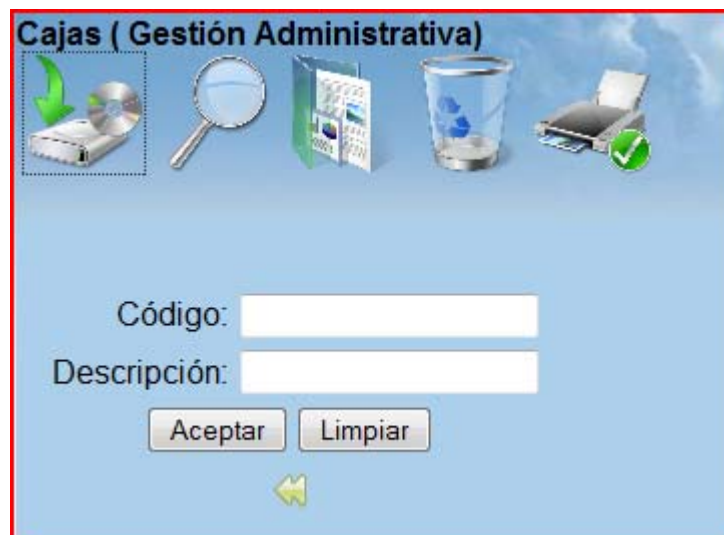 Cajas ( Gestión Administrativa)
Código:
Descripción:
Aceptar Limpiar